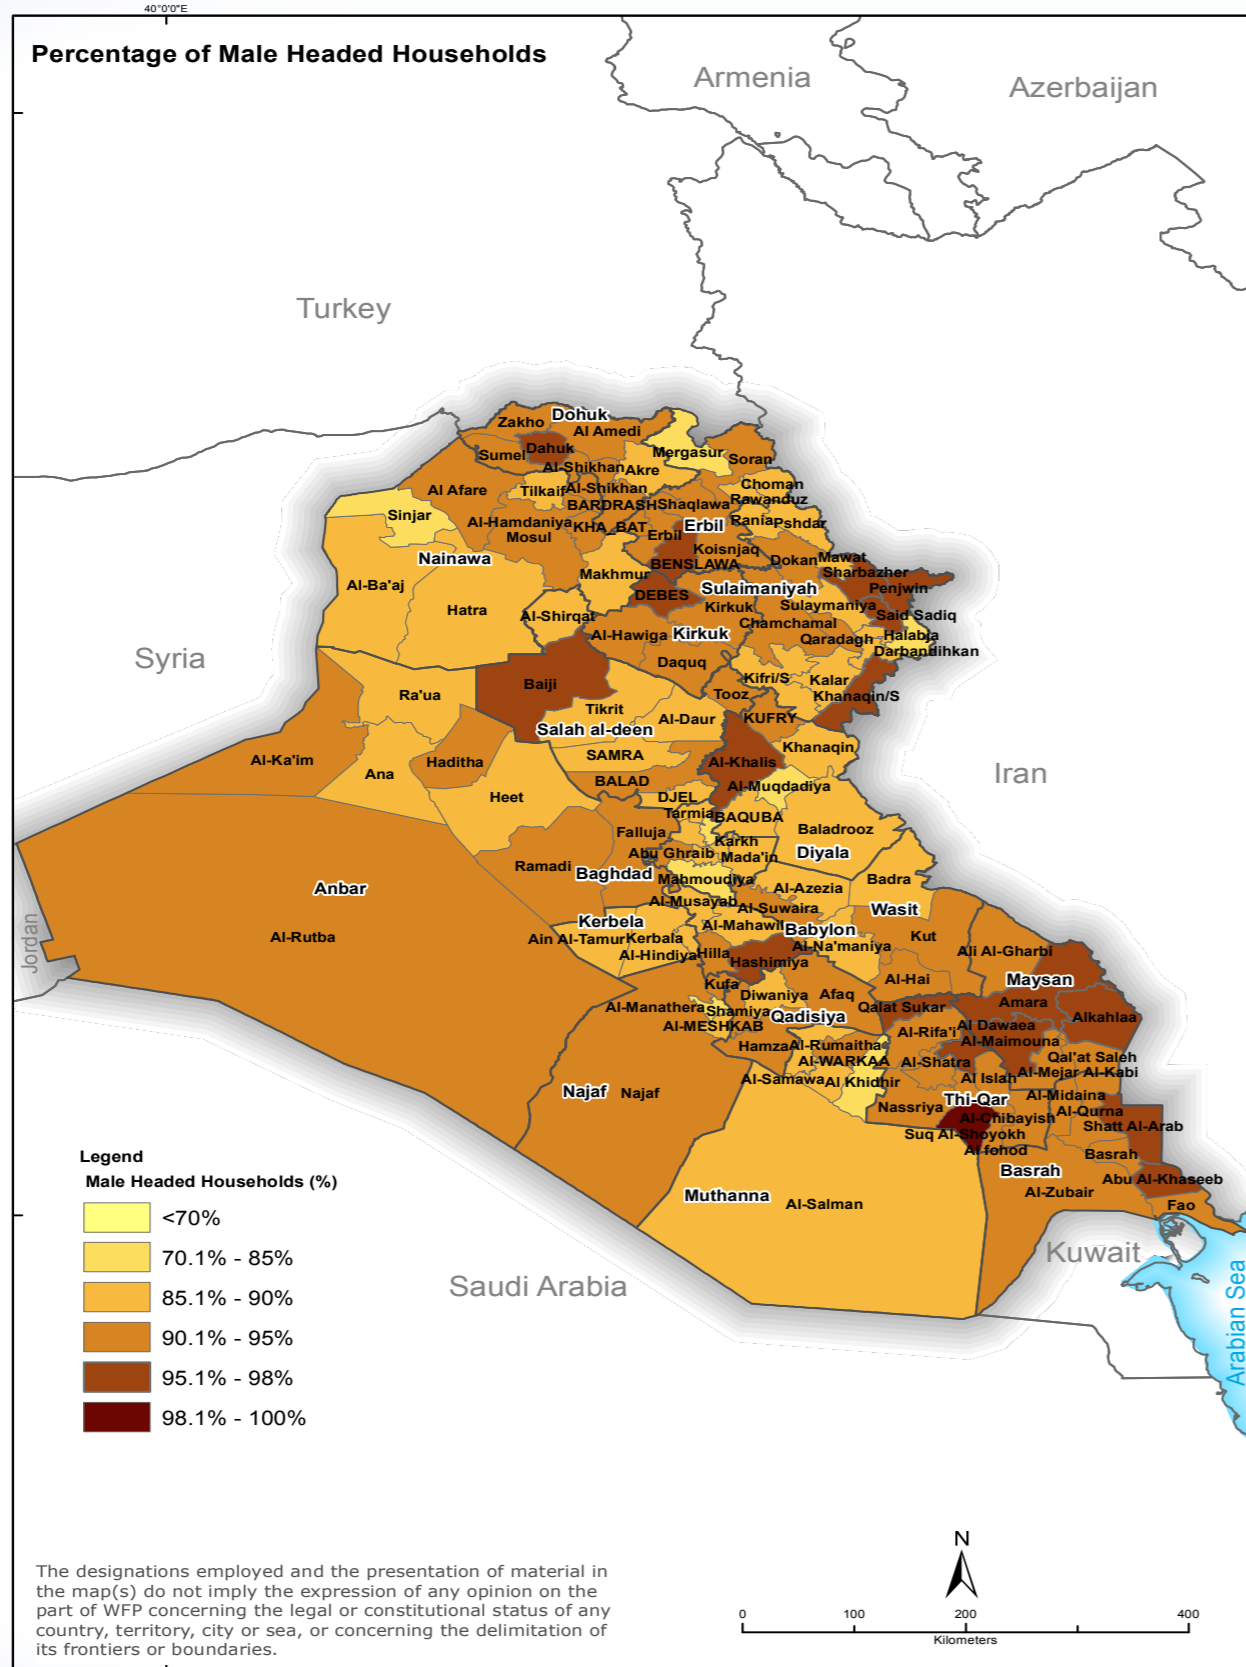 40°0'0"E
Percentage of Male Headed Households
Armenia
Azerbaijan
Turkey
Dohuk
Zakho
Al Amedi
Dahuk
Mergasur
Sumel
Soran
Al-Shikhan
Akre
Choman
Al Afare
Tilkaif
Al-Shikhan
Rawanduz
BARDRASH
Shaqlawa
Sinjar
Al-Hamdaniya
KHA_BAT
Erbil
Rania
Pshdar
Mosul
Erbil
Koisnjaq
Nainawa
BENSLAWA
Dokan
Mawat
Al-Ba'aj
Makhmur
Sharbazher
Sulaimaniyah
Penjwin
DEBES
Hatra
Kirkuk
Sulaymaniya
Said Sadiq
Al-Shirqat
Chamchamal
Al-Hawiga
Kirkuk
Qaradagh
Halabja
Darbandihkan
Syria
Daquq
Kifri/S
Kalar
Baiji
Ra'ua
Tooz
Khanaqin/S
Tikrit
Al-Daur
KUFRY
Salah al-deen
Khanaqin
SAMRA
Al-Ka'im
Haditha
Al-Khalis
Ana
Iran
BALAD
Al-Muqdadiya
Heet
DJEL
Tarmia
BAQUBA
Baladrooz
Falluja
Karkh
Abu Ghraib
Mada'in
Diyala
Ramadi
Baghdad
Mahmoudiya
Badra
Anbar
Al-Azezia
Al-Musayab
Al-Suwaira
Wasit
Kerbela
Al-Mahawil
Babylon
Jordan
Al-Rutba
Ain Al-Tamur
Kerbala
Kut
Al-Na'maniya
Al-Hindiya
Hilla
Ali Al-Gharbi
Hashimiya
Al-Hai
Maysan
Kufa
Diwaniya
Afaq
Amara
Al-Manathera
Shamiya
Qalat Sukar
Qadisiya
Alkahlaa
Al-MESHKAB
Al-Rifa'i
Al Dawaea
Hamza
Al-Rumaitha
Al-Maimouna
Al-WARKAA
Al-Shatra
Qal'at Saleh
Al-Samawa
Al Khidhir
Al Islah
Al-Mejar Al-Kabi
Najaf
Najaf
Thi-Qar
Al-Midaina
Nassriya
Al-Qurna
Al-Chibayish
Shatt Al-Arab
Suq Al-Shoyokh
Al fohod
Basrah
Basrah
Abu Al-Khaseeb
Muthanna
Al-Salman
Al-Zubair
Fao
Kuwait
Saudi Arabia
Arabian Sea
Legend
Male Headed Households (%)
<70%
70.1% - 85%
85.1% - 90%
90.1% - 95%
95.1% - 98%
98.1% - 100%
The designations employed and the presentation of material in
the map(s) do not imply the expression of any opinion on the
part of WFP concerning the legal or constitutional status of any
country, territory, city or sea, or concerning the delimitation of
its frontiers or boundaries.
N
0 100 200 400
Kilometers